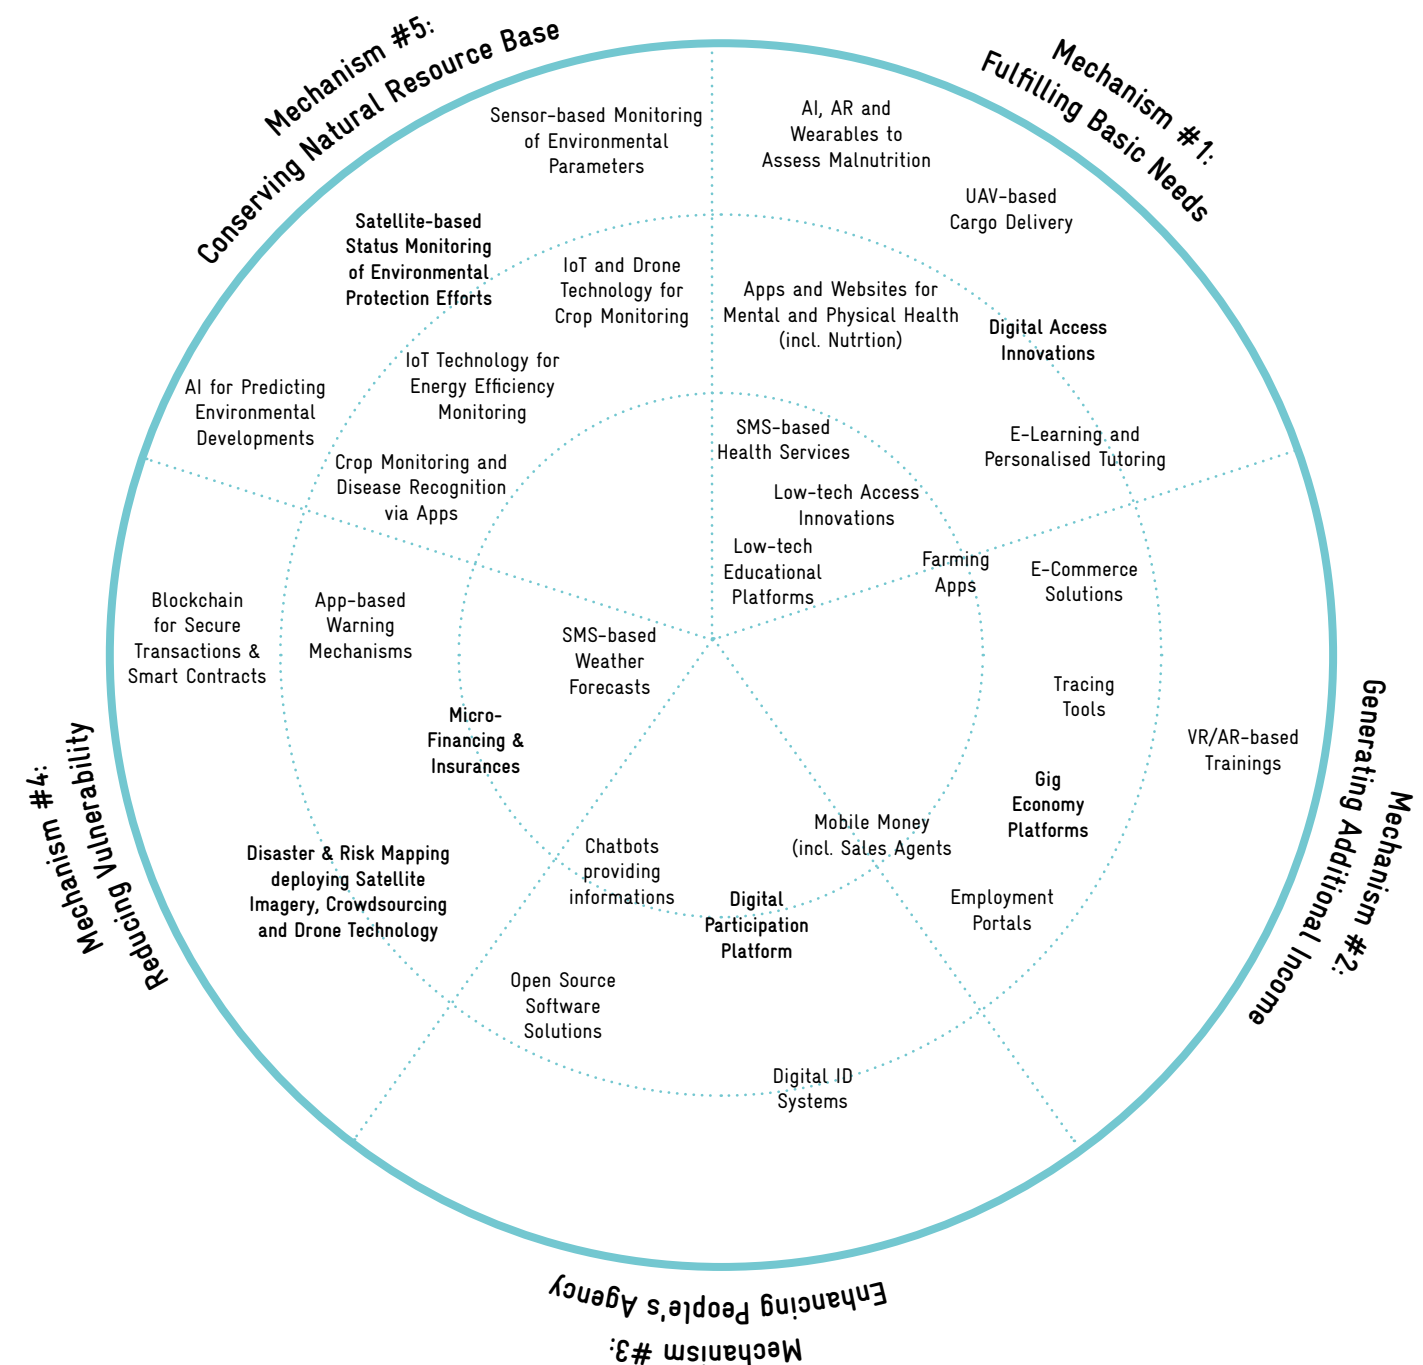 Mechanism #5:
Conserving Natural Resource Base
Mechanism #1:
Fulfilling Basic Needs
Sensor-based Monitoring
of Environmental
Parameters
AI, AR and
Wearables to
Assess Malnutrition
UAV-based
Cargo Delivery
Satellite-based
Status Monitoring
of Environmental
Protection Efforts
IoT and Drone
Technology for
Crop Monitoring
Apps and Websites for
Mental and Physical Health
(incl. Nutrtion)
Digital Access
Innovations
IoT Technology for
Energy Efficiency
Monitoring
AI for Predicting
Environmental
Developments
SMS-based
Health Services
E-Learning and
Personalised Tutoring
Crop Monitoring and
Disease Recognition
via Apps
Low-tech Access
Innovations
Low-tech
Educational
Platforms
Farming
Apps
E-Commerce
Solutions
Blockchain
for Secure
Transactions &
Smart Contracts
App-based
Warning
Mechanisms
SMS-based
Weather
Forecasts
Tracing
Tools
Micro-
Financing &
Insurances
VR/AR-based
Trainings
Gig
Economy
Platforms
Mobile Money
(incl. Sales Agents
Chatbots
providing
informations
Disaster & Risk Mapping
deploying Satellite
Imagery, Crowdsourcing
and Drone Technology
Digital
Participation
Platform
Employment
Portals
Open Source
Software
Solutions
Digital ID
Systems
Mechanism #4:
Reducing Vulnerability
Mechanism #2:
Generating Additional Income
Mechanism #3:
Enhancing People's Agency